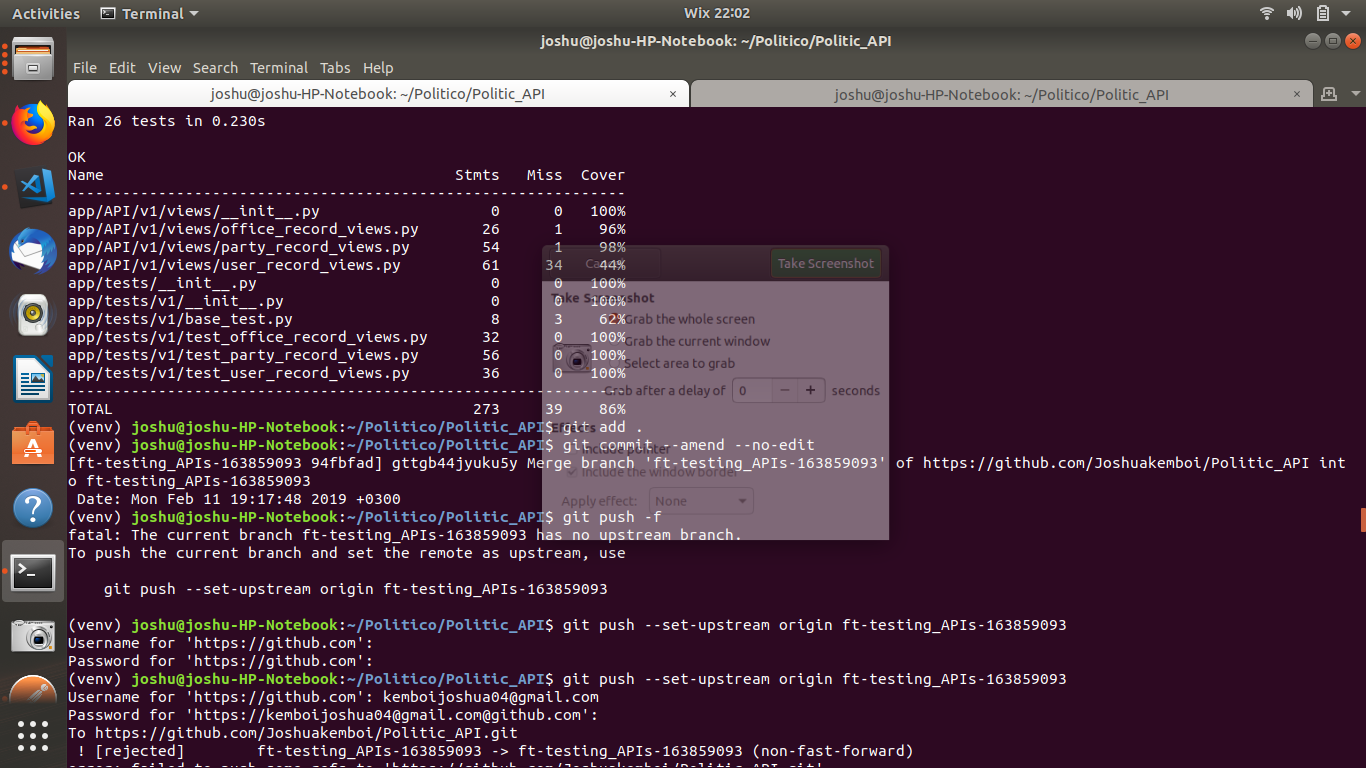 Activities Terminal Wix 22:02
joshu@joshu-HP-Notebook: ~/Politico/Politic_API
File Edit View Search Terminal Tabs Help
joshu@joshu-HP-Notebook: ~/Politico/Politic_API × joshu@joshu-HP-Notebook: ~/Politico/Politic_API ×
Ran 26 tests in 0.230s
OK
Name Stmts Miss Cover
---------------------------------------------------------------
app/API/v1/views/__init__.py 0 0 100%
app/API/v1/views/office_record_views.py 26 1 96%
app/API/v1/views/party_record_views.py 54 1 98%
app/API/v1/views/user_record_views.py 61 34 44%
app/tests/__init__.py 0 0 100%
app/tests/v1/__init__.py 0 0 100%
app/tests/v1/base_test.py 8 3 62%
app/tests/v1/test_office_record_views.py 32 0 100%
app/tests/v1/test_party_record_views.py 56 0 100%
app/tests/v1/test_user_record_views.py 36 0 100%
---------------------------------------------------------------
TOTAL 273 39 86%
(venv) joshu@joshu-HP-Notebook:~/Politico/Politic_API$ git add .
(venv) joshu@joshu-HP-Notebook:~/Politico/Politic_API$ git commit --amend --no-edit
[ft-testing_APIs-163859093 94fbfad] gttgb44jyuku5y Merge branch 'ft-testing_APIs-163859093' of https://github.com/Joshuakemboi/Politic_API int
o ft-testing_APIs-163859093
Date: Mon Feb 11 19:17:48 2019 +0300
(venv) joshu@joshu-HP-Notebook:~/Politico/Politic_API$ git push -f
fatal: The current branch ft-testing_APIs-163859093 has no upstream branch.
To push the current branch and set the remote as upstream, use
git push --set-upstream origin ft-testing_APIs-163859093
(venv) joshu@joshu-HP-Notebook:~/Politico/Politic_API$ git push --set-upstream origin ft-testing_APIs-163859093
Username for 'https://github.com':
Password for 'https://github.com':
(venv) joshu@joshu-HP-Notebook:~/Politico/Politic_API$ git push --set-upstream origin ft-testing_APIs-163859093
Username for 'https://github.com': kemboijoshua04@gmail.com
Password for 'https://kemboijoshua04@gmail.com@github.com':
To https://github.com/Joshuakemboi/Politic_API.git
! [rejected] ft-testing_APIs-163859093 -> ft-testing_APIs-163859093 (non-fast-forward)
error: failed to push some refs to 'https://github.com/Joshuakemboi/Politic_API.git'
Take Screenshot
Take Screenshot
Grab the whole screen
Grab the current window
Select area to grab
Grab after a delay of 0 − + seconds
Effects
Include pointer
Include the window border
Apply effect: None